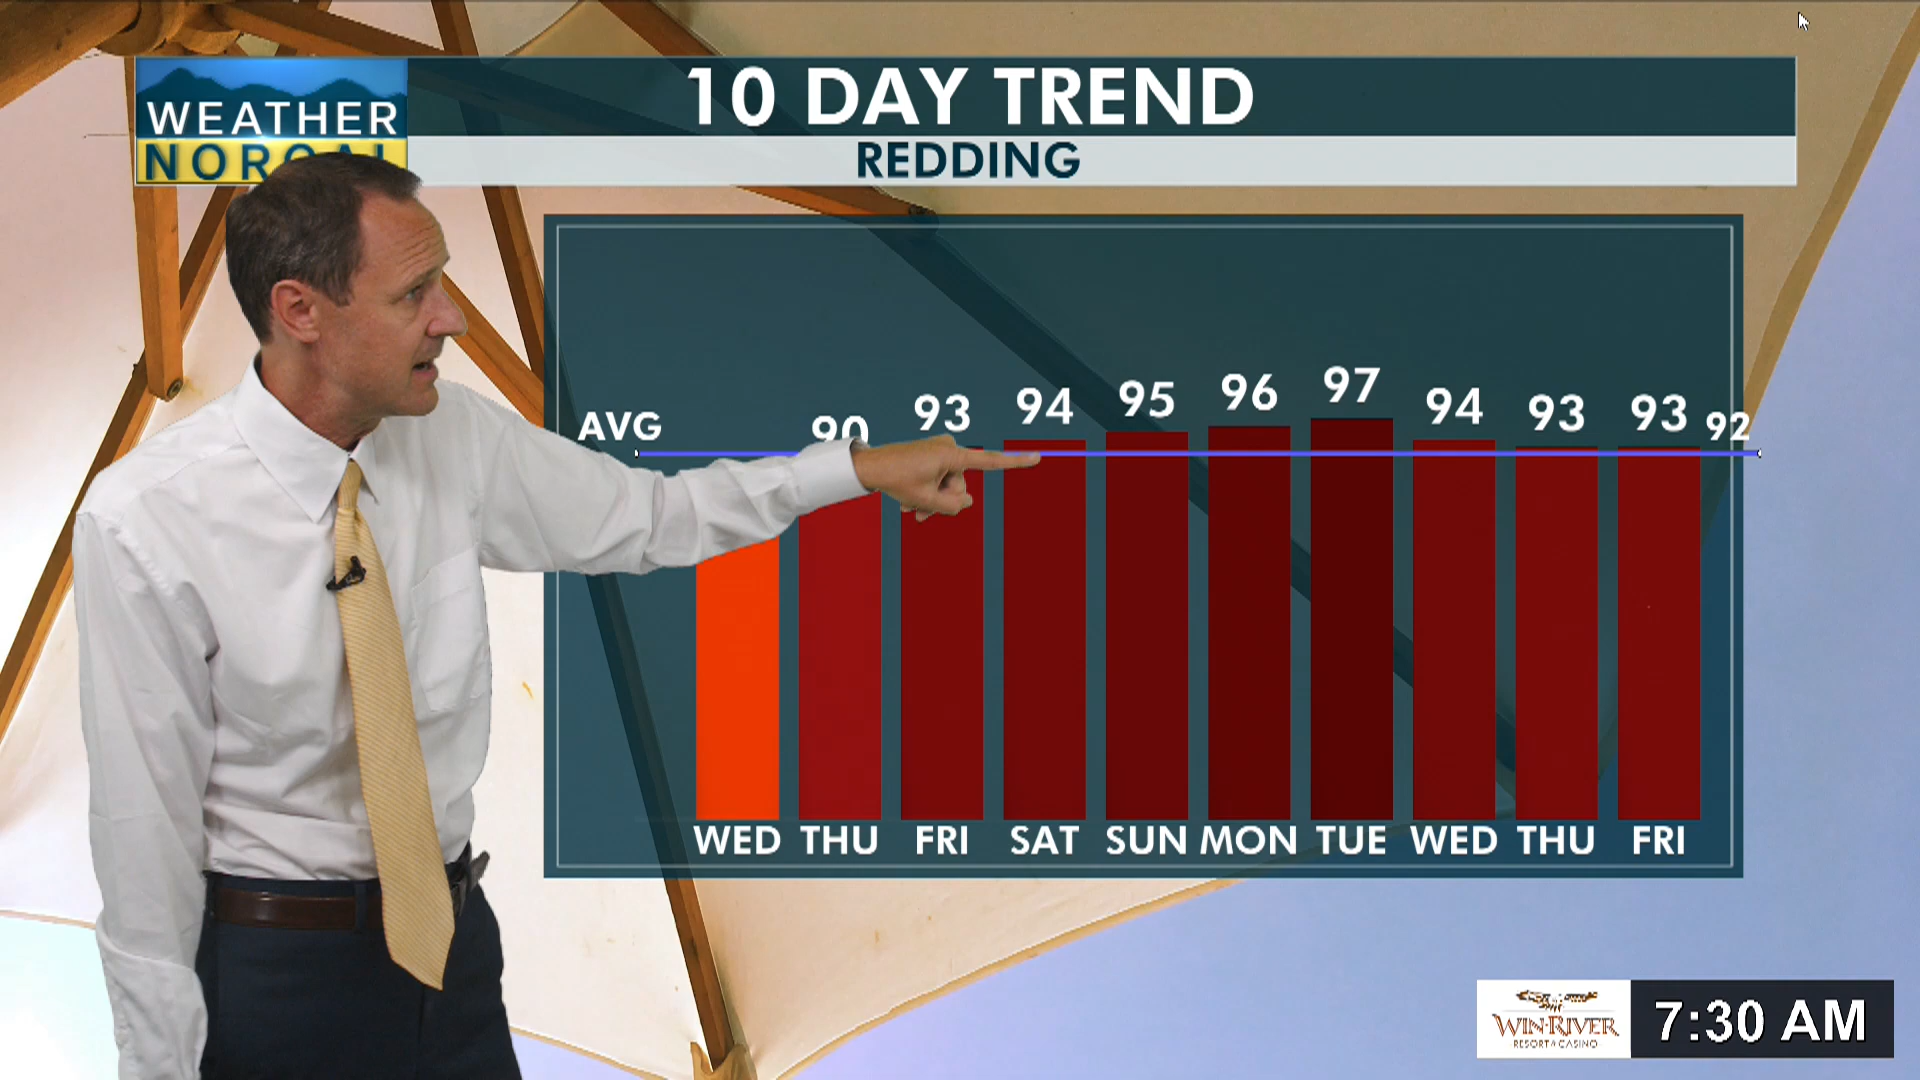 10 DAY TREND
WEATHER
REDDING
AVG
90 93 94 95 96 97 94 93 93 92
WED THU FRI SAT SUN MON TUE WED THU FRI
WIN-RIVER
RESORT & CASINO
7:30 AM